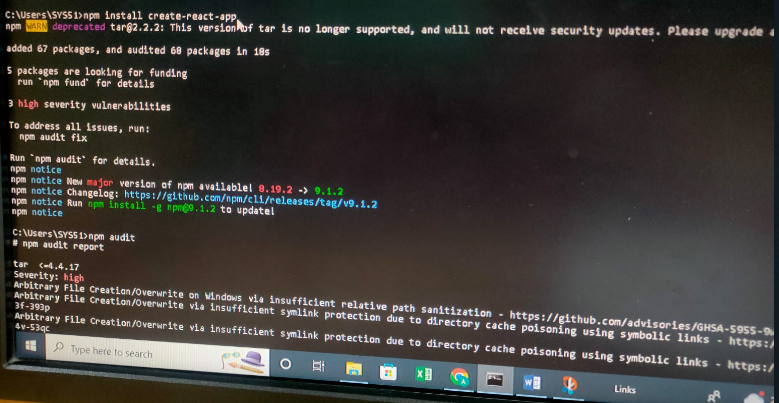 C:\Users\SYS51>npm install create-react-app
npm WARN deprecated tar@2.2.2: This version of tar is no longer supported, and will not receive security updates. Please upgrade
added 67 packages, and audited 68 packages in 10s
5 packages are looking for funding
run `npm fund` for details
3 high severity vulnerabilities
To address all issues, run:
npm audit fix
Run `npm audit` for details.
npm notice
npm notice New major version of npm available! 8.19.2 -> 9.1.2
npm notice Changelog: https://github.com/npm/cli/releases/tag/v9.1.2
npm notice Run npm install -g npm@9.1.2 to update!
npm notice
C:\Users\SYS51>npm audit
# npm audit report
tar <=4.4.17
Severity: high
Arbitrary File Creation/Overwrite on Windows via insufficient relative path sanitization - https://github.com/advisories/GHSA-5955-9
Arbitrary File Creation/Overwrite via insufficient symlink protection due to directory cache poisoning using symbolic links - https:/
3f-393p
Arbitrary File Creation/Overwrite via insufficient symlink protection due to directory cache poisoning using symbolic links - https:/
4v-53qc
Type here to search
Links